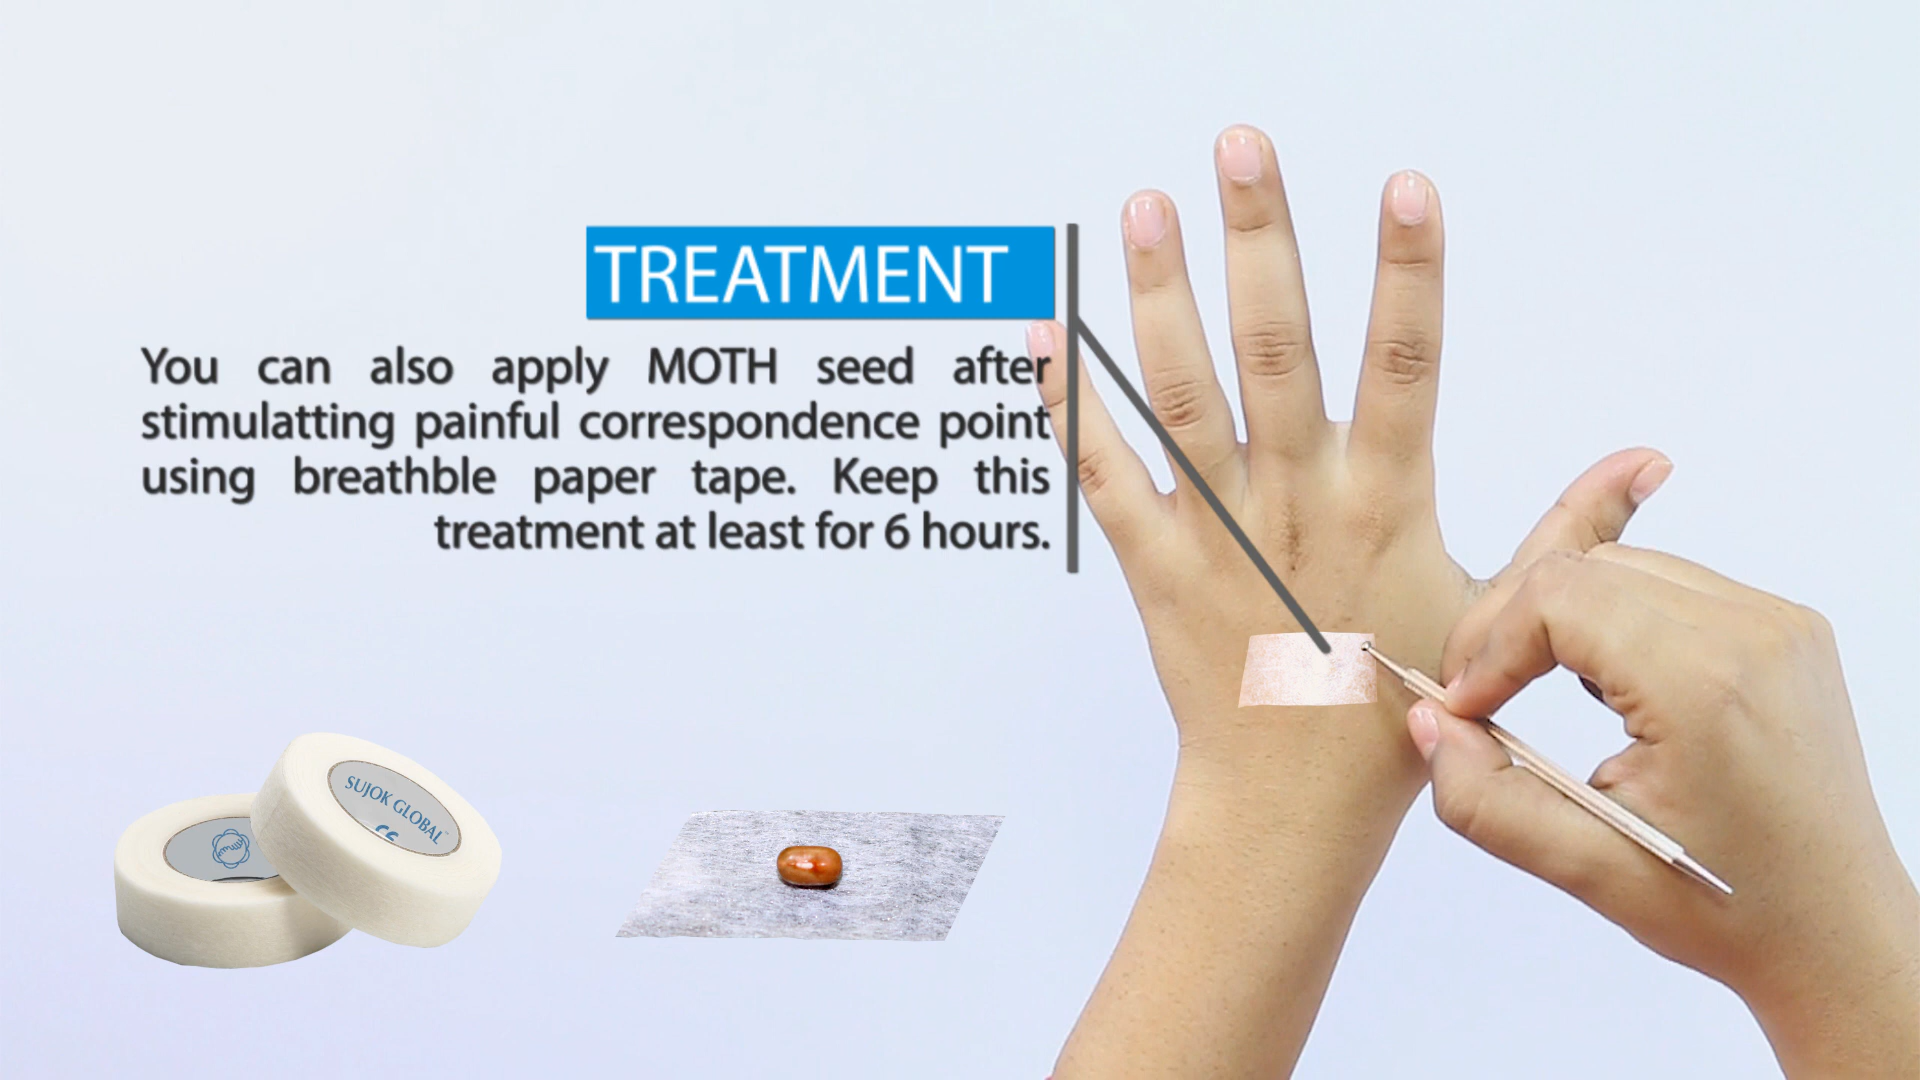 TREATMENT
You can also apply MOTH seed after
stimulatting painful correspondence point
using breathble paper tape. Keep this
treatment at least for 6 hours.
SUJOK GLOBAL
CE